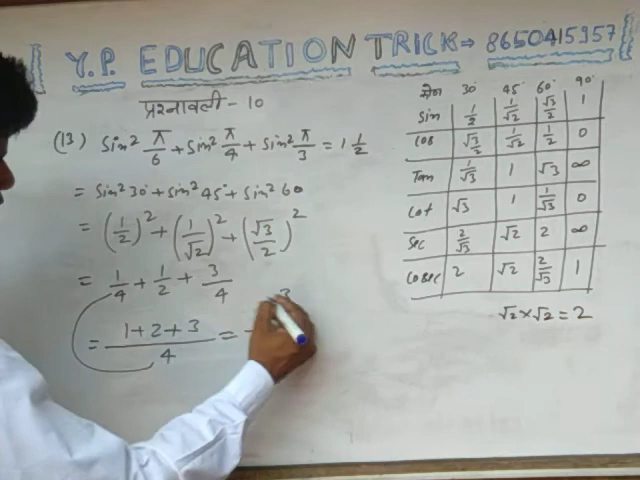 Y.P. EDUCATION TRICK → 8650415957
प्रश्नावली - 10
(13) Sin² π/6 + Sin² π/4 + Sin² π/3 = 1 1/2
= Sin² 30° + Sin² 45° + Sin² 60
= (1/2)² + (1/√2)² + (√3/2)²
= 1/4 + 1/2 + 3/4
= (1+2+3)/4 =
कोण 30° 45° 60° 90°
Sin 1/2 1/√2 √3/2 1
Cos √3/2 1/√2 1/2 0
Tan 1/√3 1 √3 ∞
Cot √3 1 1/√3 0
Sec 2/√3 √2 2 ∞
Cosec 2 √2 2/√3 1
√2 × √2 = 2